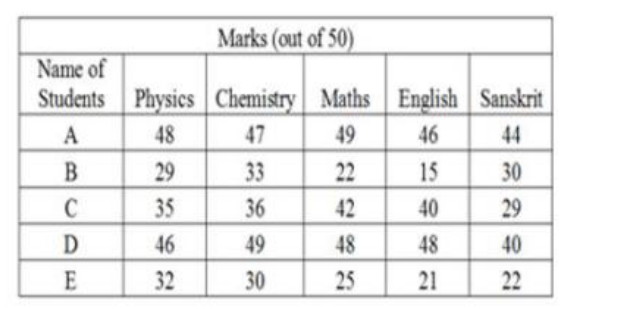 Marks (out of 50)
Name of
Students Physics Chemistry Maths English Sanskrit
A 48 47 49 46 44
B 29 33 22 15 30
C 35 36 42 40 29
D 46 49 48 48 40
E 32 30 25 21 22